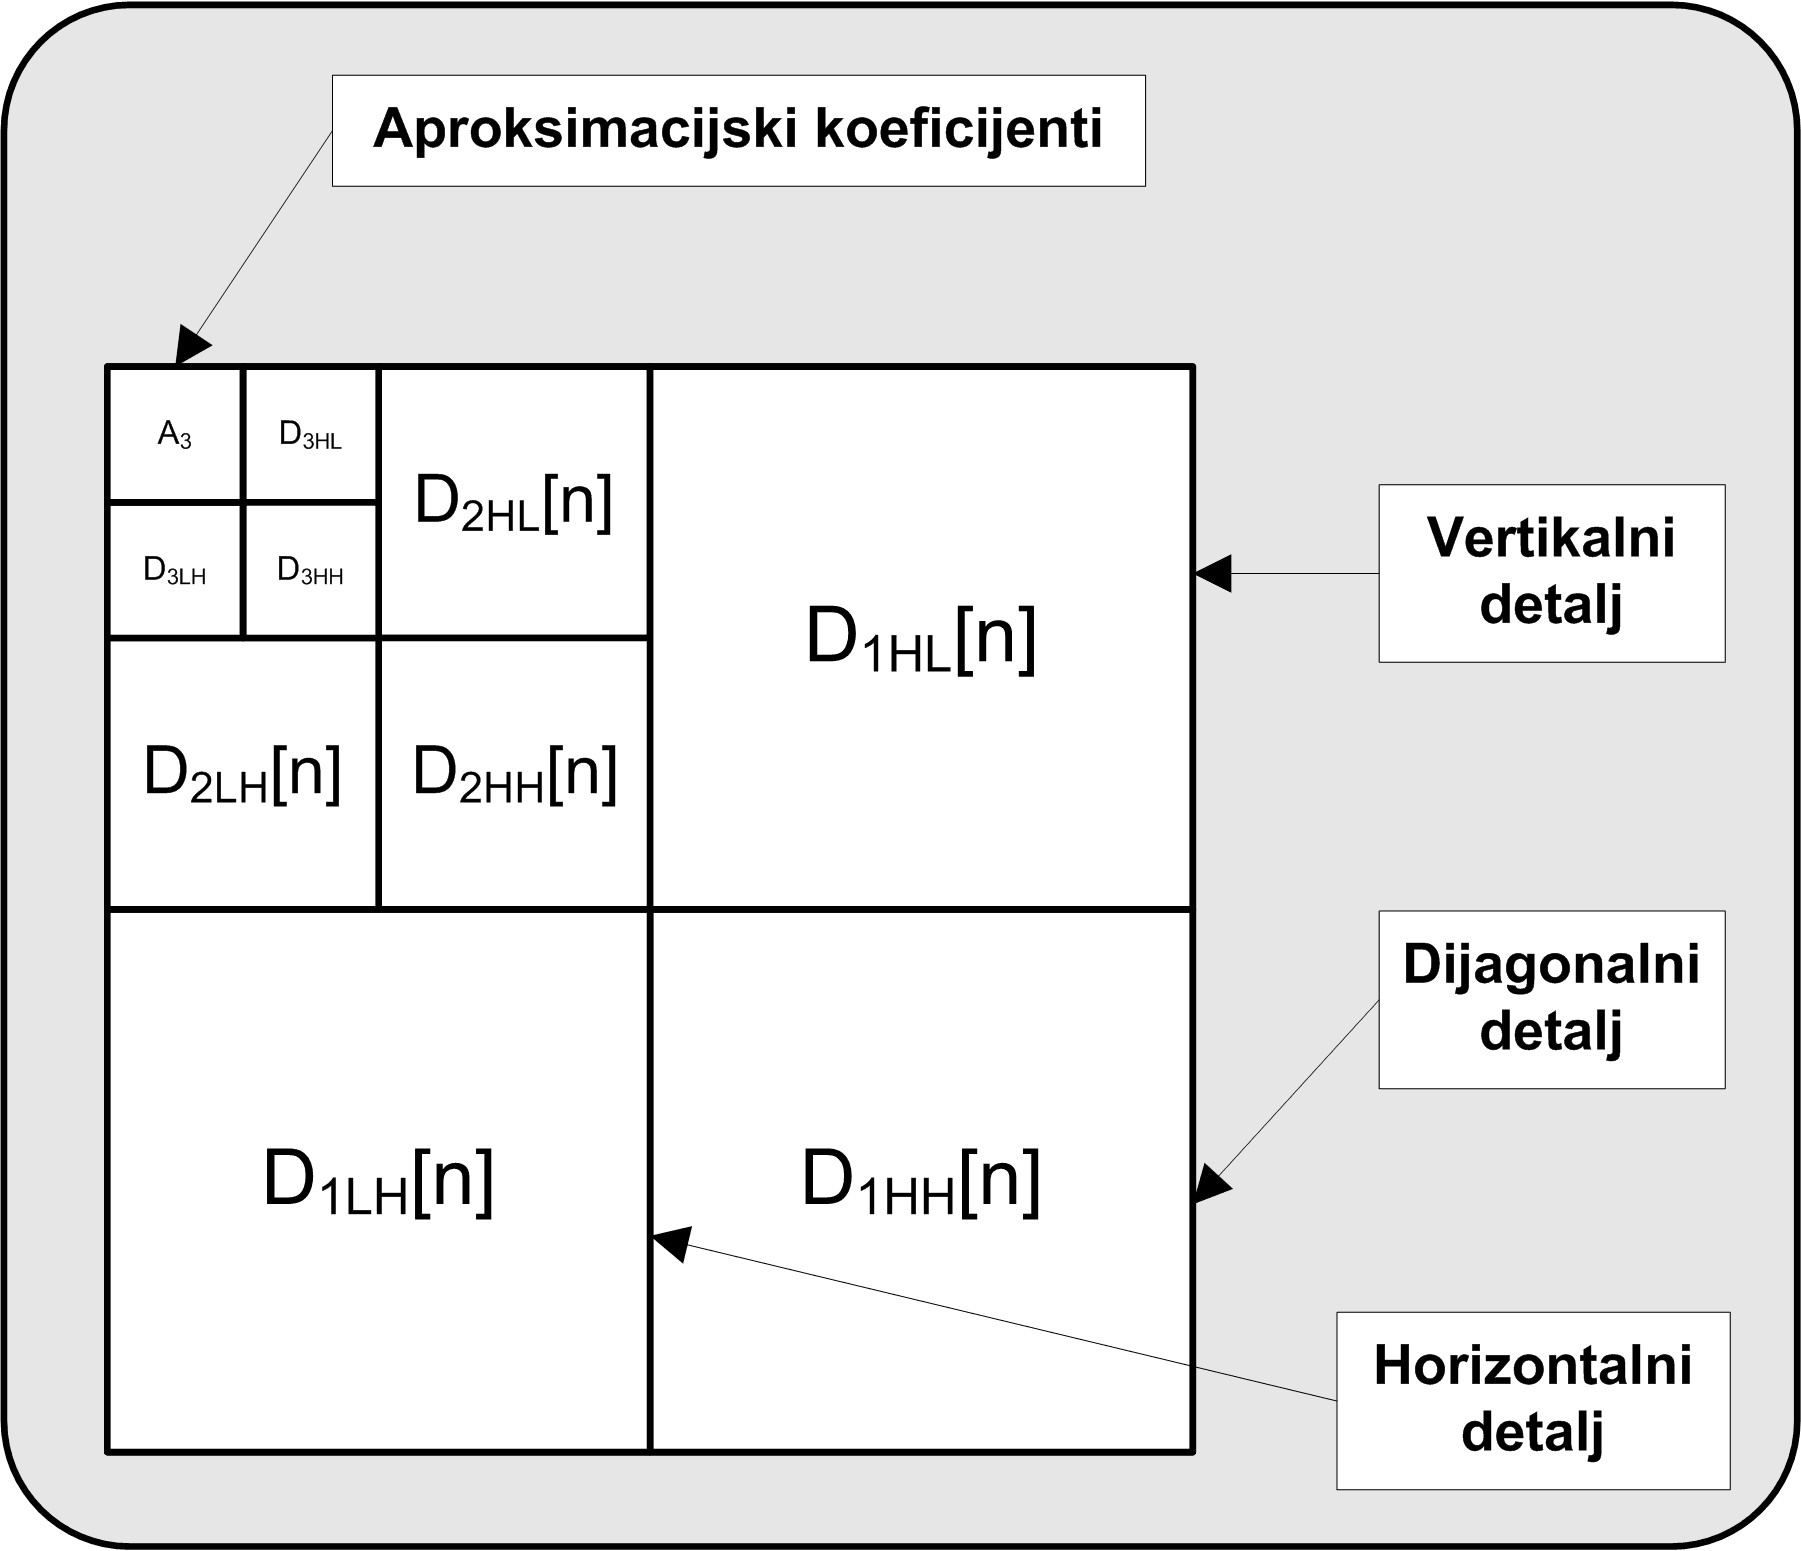 Aproksimacijski koeficijenti
A₃
D₃HL
D₂HL[n]
D₃LH
D₃HH
D₁HL[n]
Vertikalni
detalj
D₂LH[n]
D₂HH[n]
Dijagonalni
detalj
D₁LH[n]
D₁HH[n]
Horizontalni
detalj